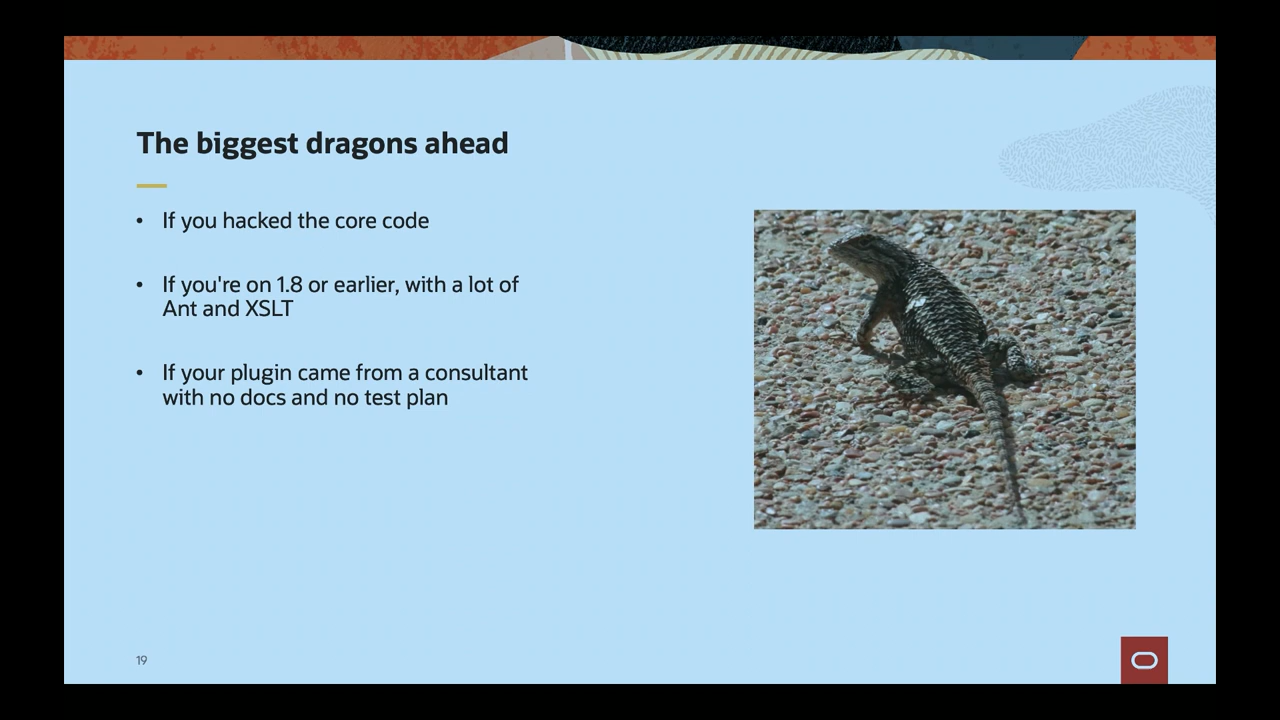 The biggest dragons ahead
• If you hacked the core code
• If you're on 1.8 or earlier, with a lot of
Ant and XSLT
• If your plugin came from a consultant
with no docs and no test plan
19